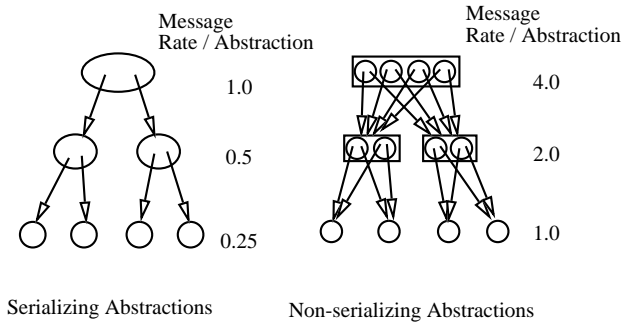 Message
Rate / Abstraction
1.0
0.5
0.25
Serializing Abstractions
Message
Rate / Abstraction
4.0
2.0
1.0
Non-serializing Abstractions